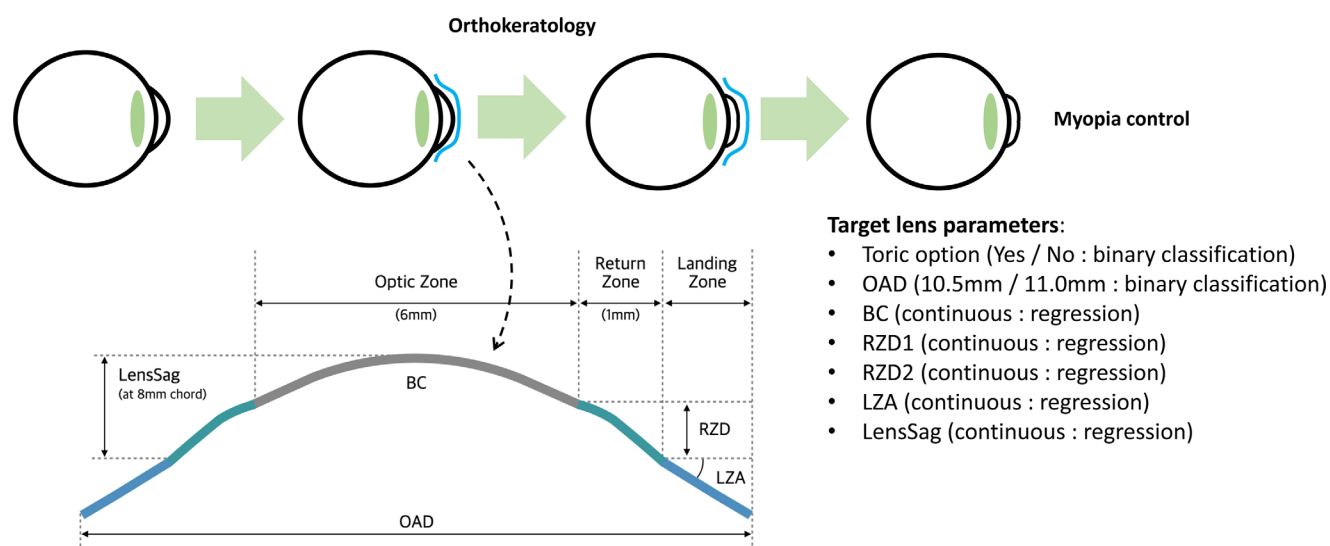 Orthokeratology
Myopia control
Target lens parameters:
• Toric option (Yes / No : binary classification)
• OAD (10.5mm / 11.0mm : binary classification)
• BC (continuous : regression)
• RZD1 (continuous : regression)
• RZD2 (continuous : regression)
• LZA (continuous : regression)
• LensSag (continuous : regression)
Optic Zone
(6mm)
Return
Zone
(1mm)
Landing
Zone
LensSag
(at 8mm chord)
BC
RZD
LZA
OAD